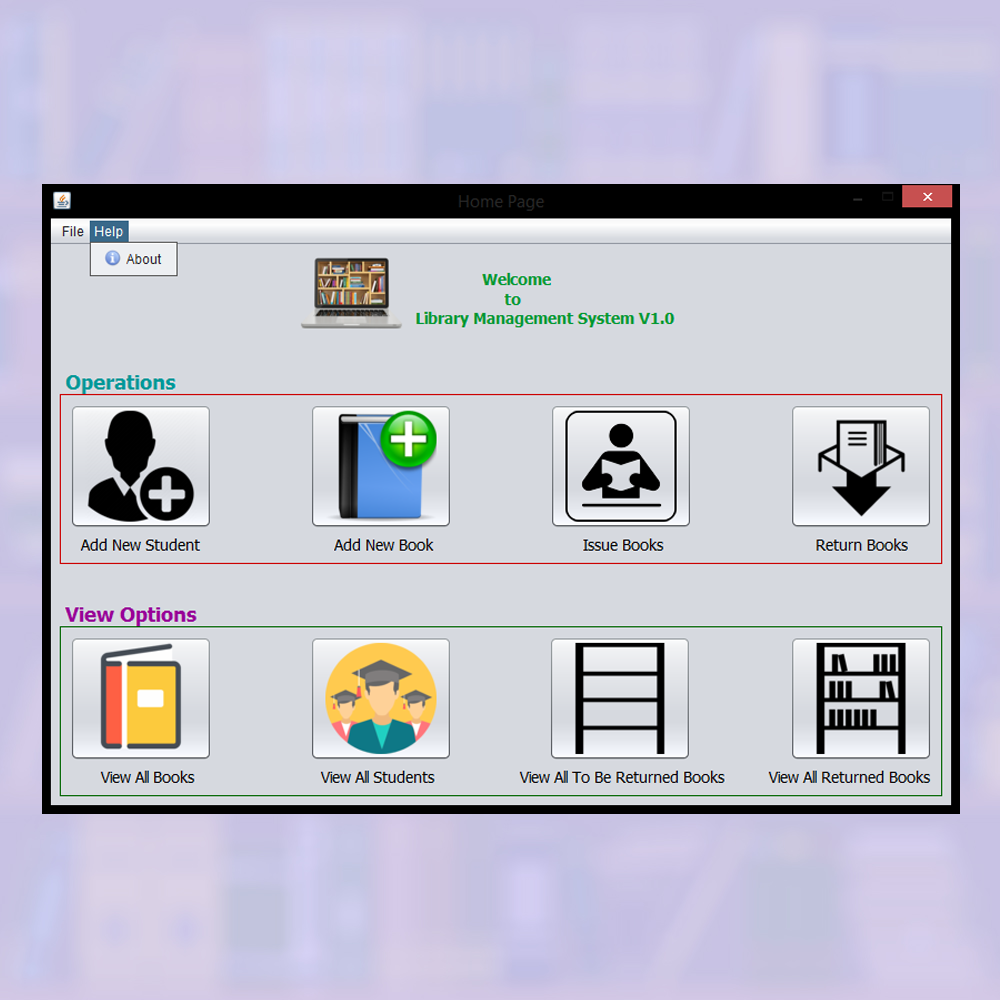 Home Page
File Help
About
Welcome
to
Library Management System V1.0
Operations
Add New Student
Add New Book
Issue Books
Return Books
View Options
View All Books
View All Students
View All To Be Returned Books
View All Returned Books